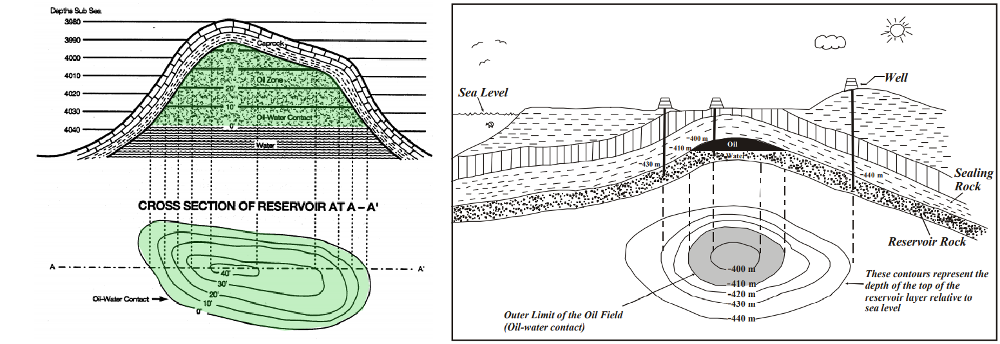 Depths Sub Sea.
3980
3990
4000
4010
4020
4030
4040
Caprock
40'
30'
Oil Zone
20'
10'
Oil-Water Contact
0'
Water
CROSS SECTION OF RESERVOIR AT A – A'
A
A'
40'
30'
20'
10'
0"
Oil-Water Contact
Sea Level
Well
-400 m
-410 m
-430 m
Oil
Water
-440 m
Sealing
Rock
Reservoir Rock
-400 m
-410 m
-420 m
-430 m
-440 m
These contours represent the
depth of the top of the
reservoir layer relative to
sea level
Outer Limit of the Oil Field
(Oil-water contact)